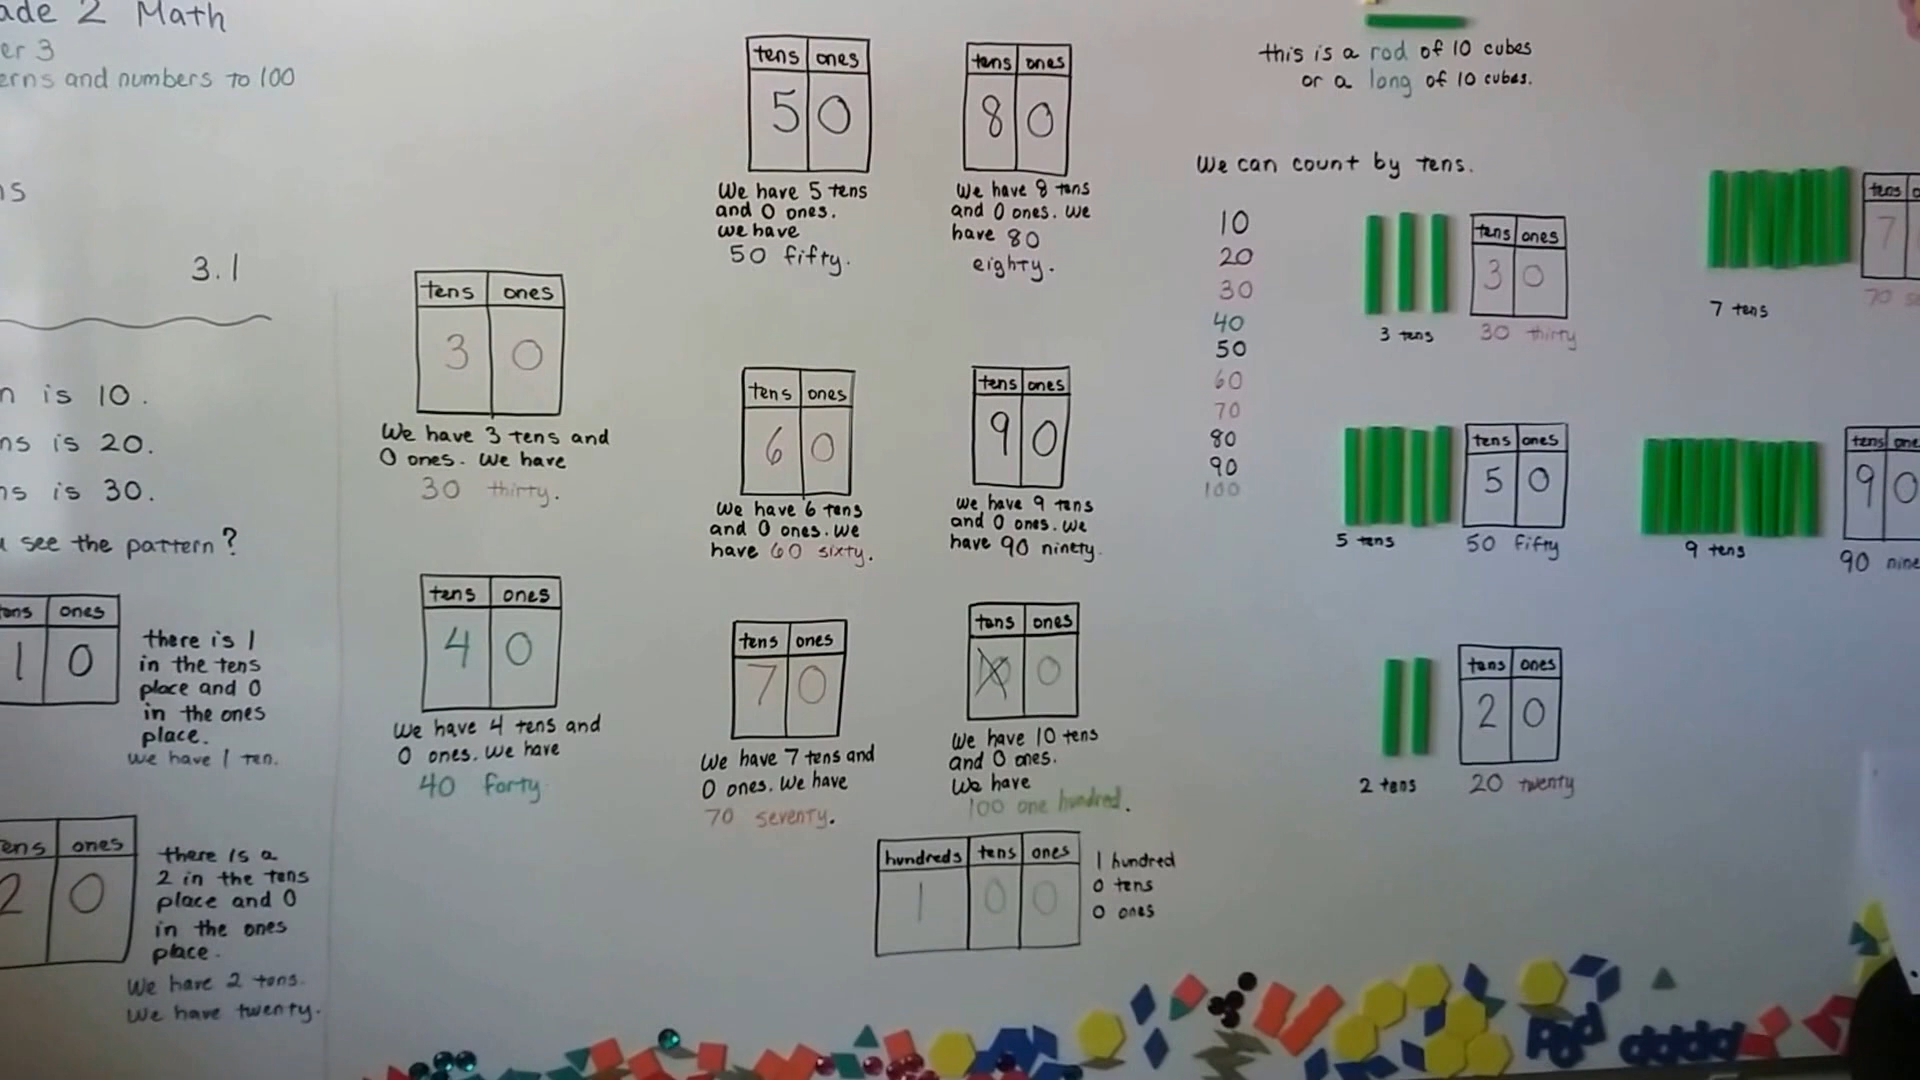 ade 2 Math
er 3
erns and numbers to 100
ns
3.1
n is 10.
ns is 20.
ns is 30.
see the pattern?
tens ones
1 0
there is 1
in the tens
place and 0
in the ones
place.
We have 1 ten.
tens ones
2 0
there is a
2 in the tens
place and 0
in the ones
place.
We have 2 tens.
We have twenty.
tens ones
3 0
We have 3 tens and
0 ones. We have
30 thirty.
tens ones
4 0
We have 4 tens and
0 ones. We have
40 forty.
tens ones
5 0
We have 5 tens
and 0 ones.
We have
50 fifty.
tens ones
6 0
We have 6 tens
and 0 ones. We
have 60 sixty.
tens ones
7 0
We have 7 tens and
0 ones. We have
70 seventy.
tens ones
8 0
We have 8 tens
and 0 ones. We
have 80
eighty.
tens ones
9 0
We have 9 tens
and 0 ones. We
have 90 ninety.
tens ones
10 0
We have 10 tens
and 0 ones.
We have
100 one hundred.
hundreds tens ones
1 0 0
1 hundred
0 tens
0 ones
this is a rod of 10 cubes
or a long of 10 cubes.
We can count by tens.
10
20
30
40
50
60
70
80
90
100
tens ones
3 0
3 tens
30 thirty
tens ones
5 0
5 tens
50 fifty
tens ones
2 0
2 tens
20 twenty
tens o
7
7 tens
70 se
tens one
9 0
9 tens
90 nine